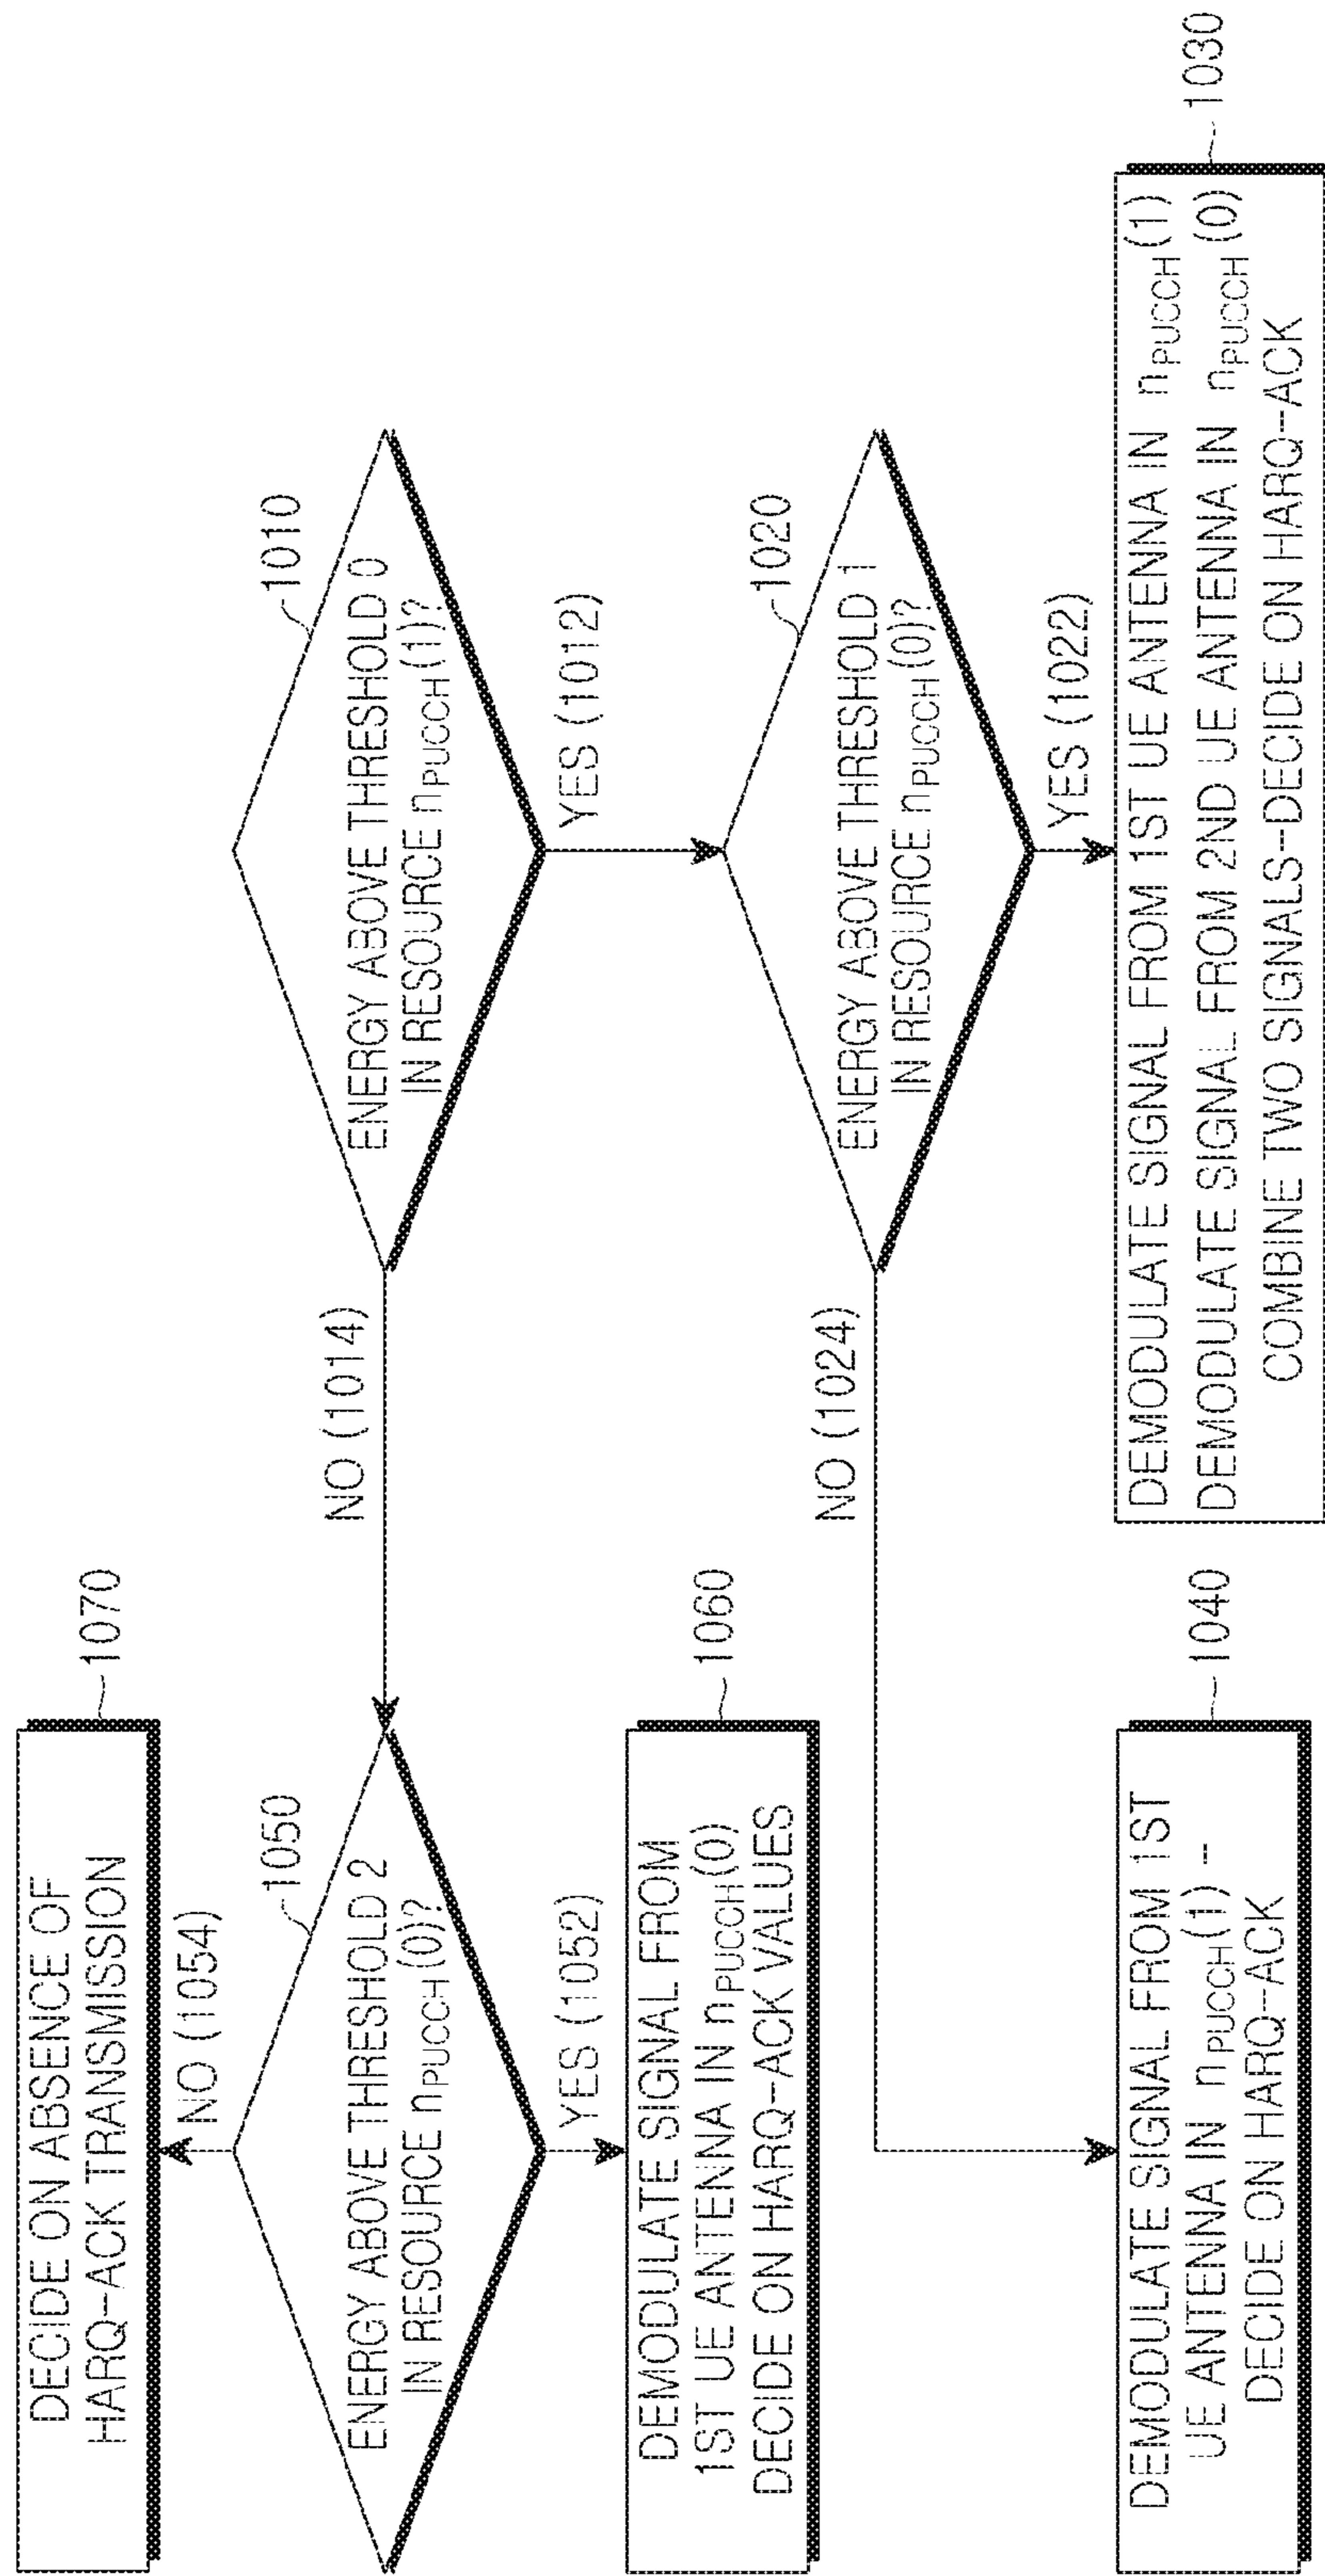 ENERGY ABOVE THRESHOLD 0
IN RESOURCE nPUCCH(1)?
1010
YES (1012)
NO (1014)
ENERGY ABOVE THRESHOLD 1
IN RESOURCE nPUCCH(0)?
1020
YES (1022)
NO (1024)
DEMODULATE SIGNAL FROM 1ST UE ANTENNA IN nPUCCH(1)
DEMODULATE SIGNAL FROM 2ND UE ANTENNA IN nPUCCH(0)
COMBINE TWO SIGNALS-DECIDE ON HARQ-ACK
1030
DEMODULATE SIGNAL FROM 1ST
UE ANTENNA IN nPUCCH(1) -
DECIDE ON HARQ-ACK
1040
ENERGY ABOVE THRESHOLD 2
IN RESOURCE nPUCCH(0)?
1050
YES (1052)
NO (1054)
DEMODULATE SIGNAL FROM
1ST UE ANTENNA IN nPUCCH(0)
DECIDE ON HARQ-ACK VALUES
1060
DECIDE ON ABSENCE OF
HARQ-ACK TRANSMISSION
1070